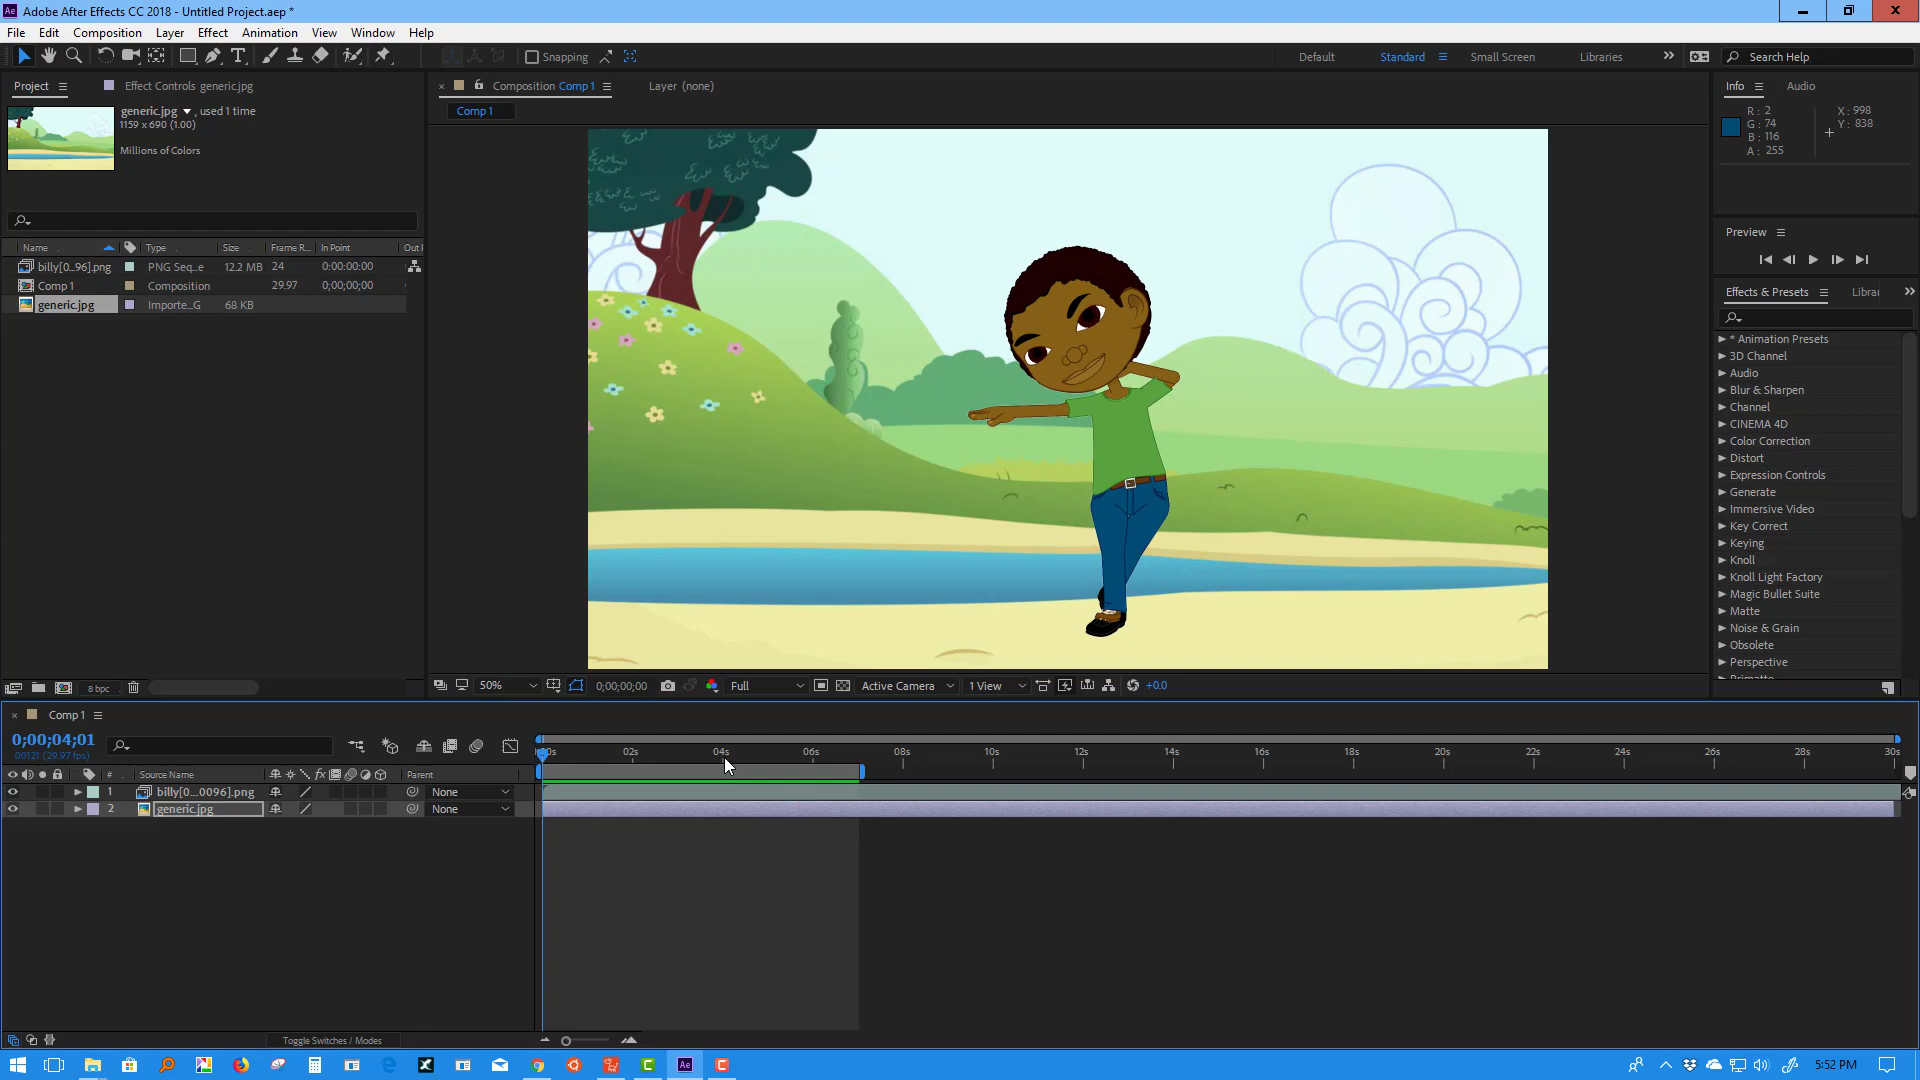 Ae Adobe After Effects CC 2018 - Untitled Project.aep *
File Edit Composition Layer Effect Animation View Window Help
Snapping Default Standard Small Screen Libraries Search Help
Project Effect Controls generic.jpg
generic.jpg , used 1 time
1159 x 690 (1.00)
Millions of Colors
Name Type Size Frame R... In Point Out
billy[0...96].png PNG Seq...e 12.2 MB 24 0:00:00:00
Comp 1 Composition 29.97 0;00;00;00
generic.jpg Importe...G 68 KB
8 bpc
Composition Comp 1 Layer (none)
Comp 1
50% 0;00;00;00 Full Active Camera 1 View +0.0
Info Audio
R: 2 X: 998
G: 74 Y: 838
B: 116
A: 255
Preview
Effects & Presets Librar
* Animation Presets
3D Channel
Audio
Blur & Sharpen
Channel
CINEMA 4D
Color Correction
Distort
Expression Controls
Generate
Immersive Video
Key Correct
Keying
Knoll
Knoll Light Factory
Magic Bullet Suite
Matte
Noise & Grain
Obsolete
Perspective
Comp 1
0;00;04;01
00121 (29.97 fps)
02s 04s 06s 08s 10s 12s 14s 16s 18s 20s 22s 24s 26s 28s 30s
# Source Name fx Parent
1 billy[0...0096].png None
2 generic.jpg None
Toggle Switches / Modes
Ae 5:52 PM